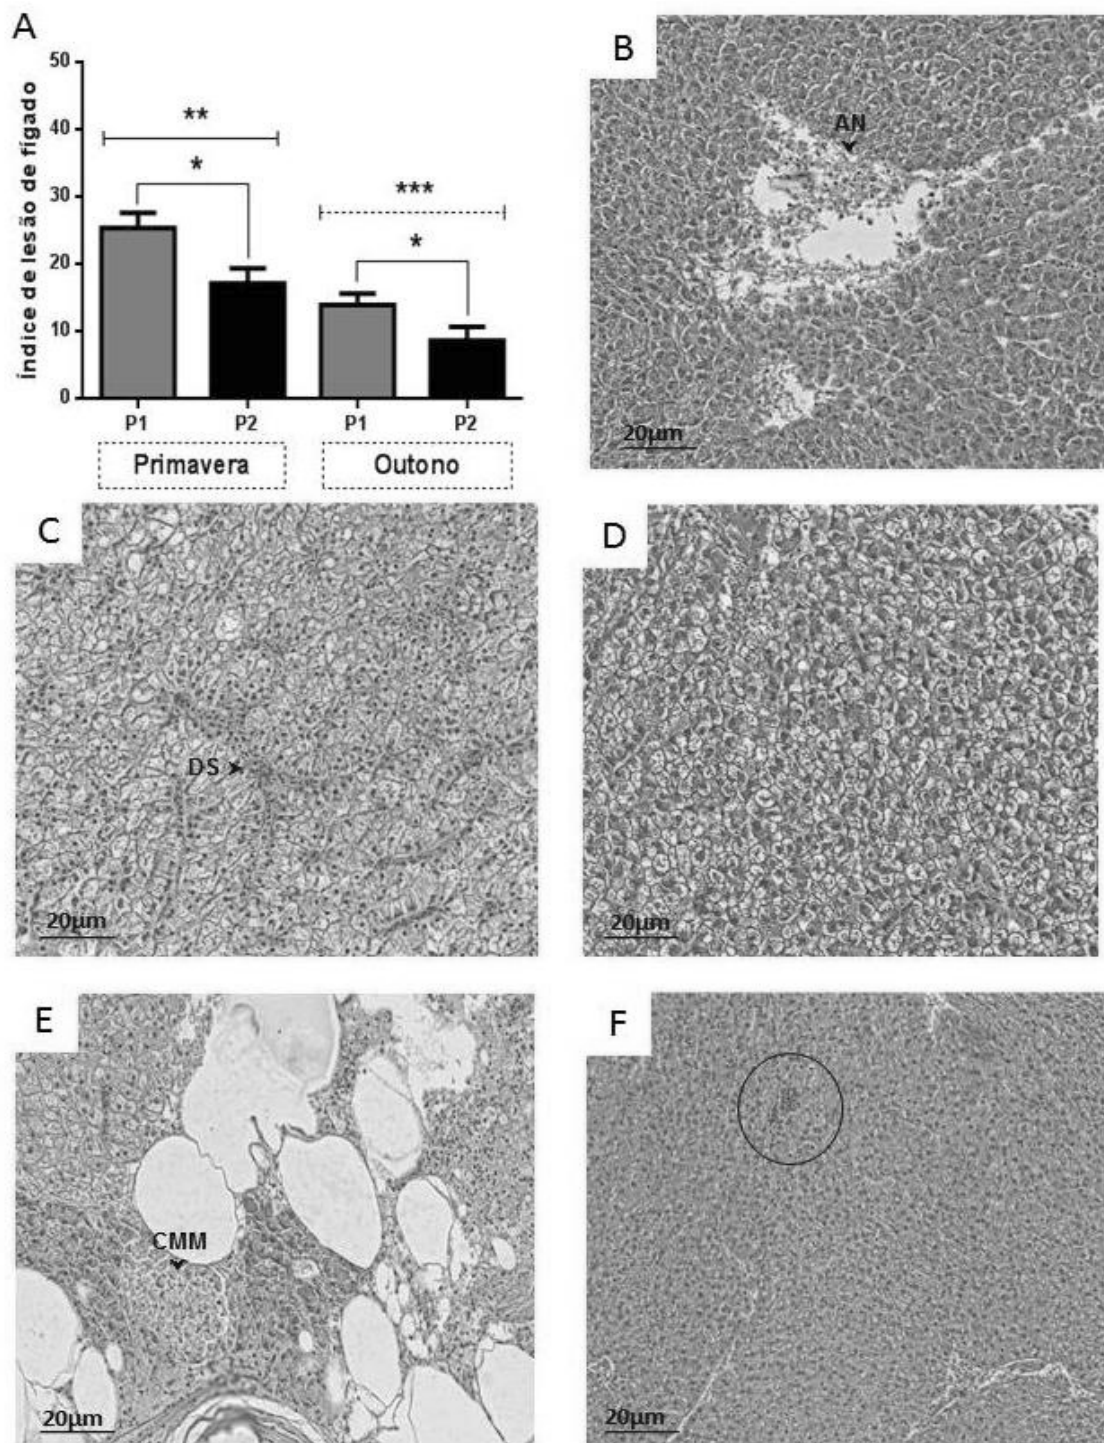 A
Índice de lesão de fígado
50
40
30
20
10
0
**
*
***
*
P1
P2
P1
P2
Primavera
Outono
B
AN
20µm
C
DS
20µm
D
20µm
E
CMM
20µm
F
20µm